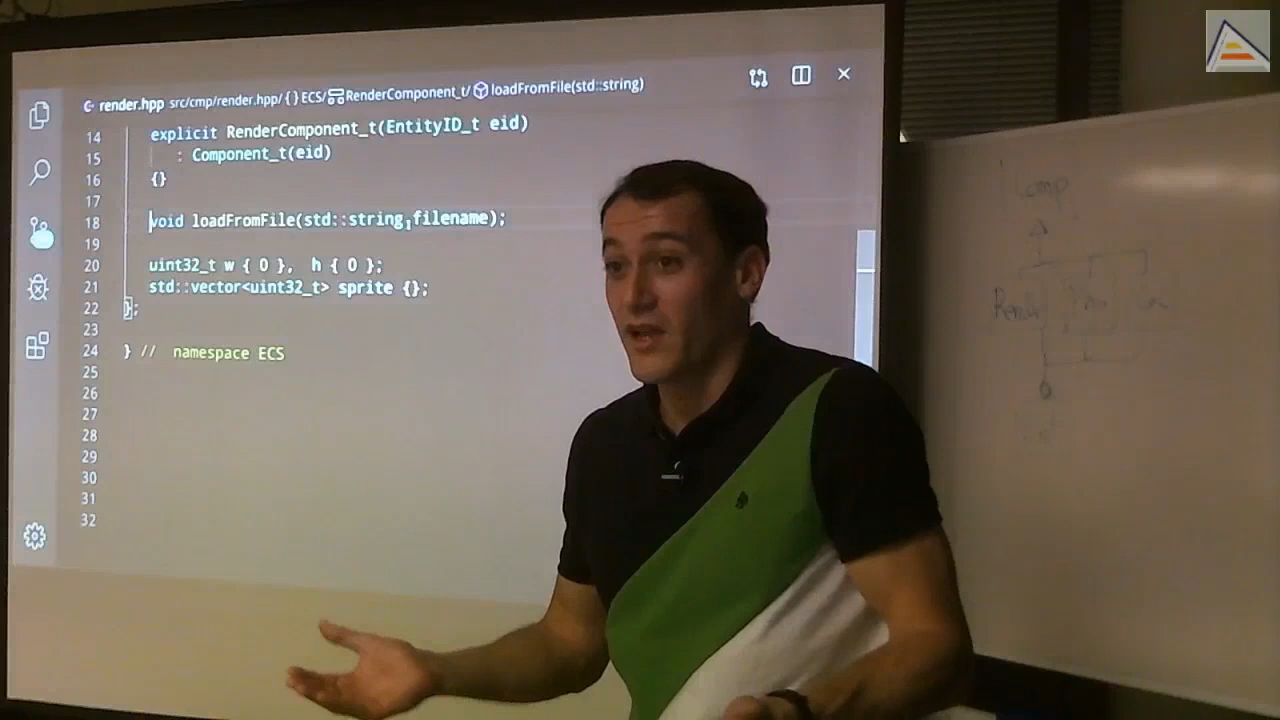 render.hpp src/cmp/render.hpp/{ } ECS/RenderComponent_t/loadFromFile(std::string)
14 explicit RenderComponent_t(EntityID_t eid)
15 : Component_t(eid)
16 {}
17
18 void loadFromFile(std::string filename);
19
20 uint32_t w { 0 }, h { 0 };
21 std::vector<uint32_t> sprite {};
22 };
23
24 } // namespace ECS
25
26
27
28
29
30
31
32
Cmp
Render